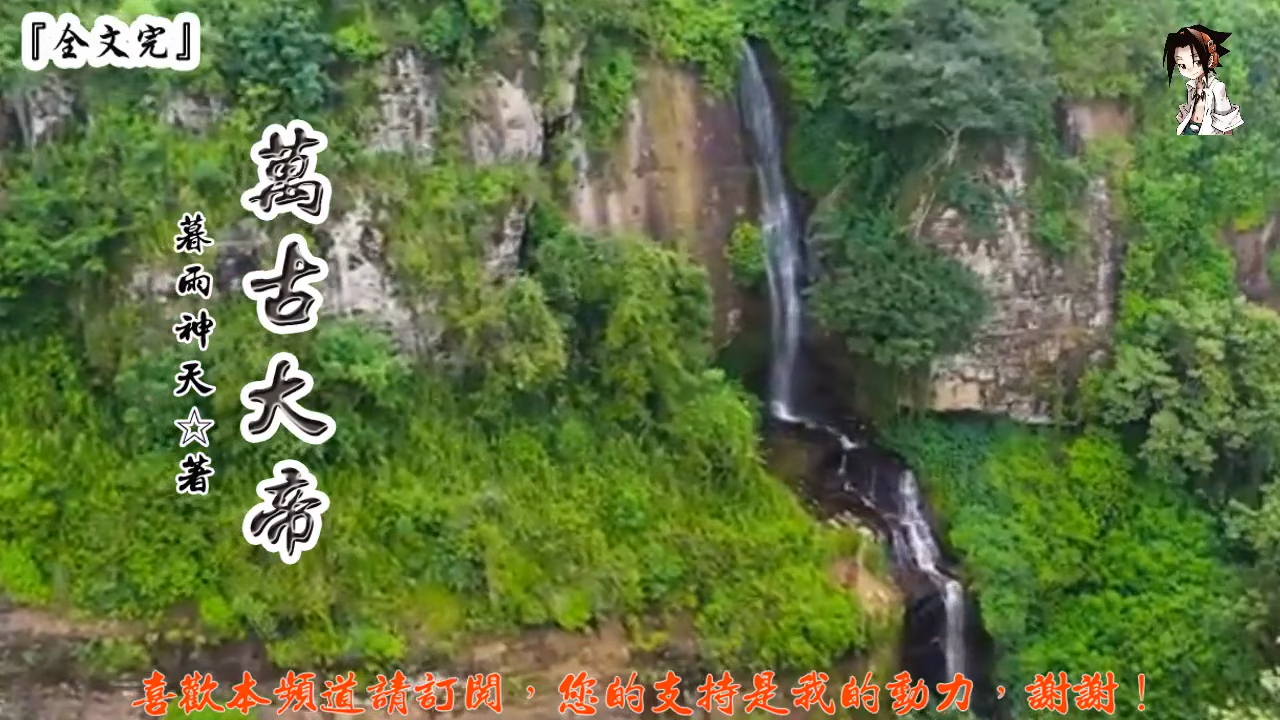 『全文完』
萬古大帝
暮雨神天☆著
喜歡本頻道請訂閱，您的支持是我的動力，謝謝！